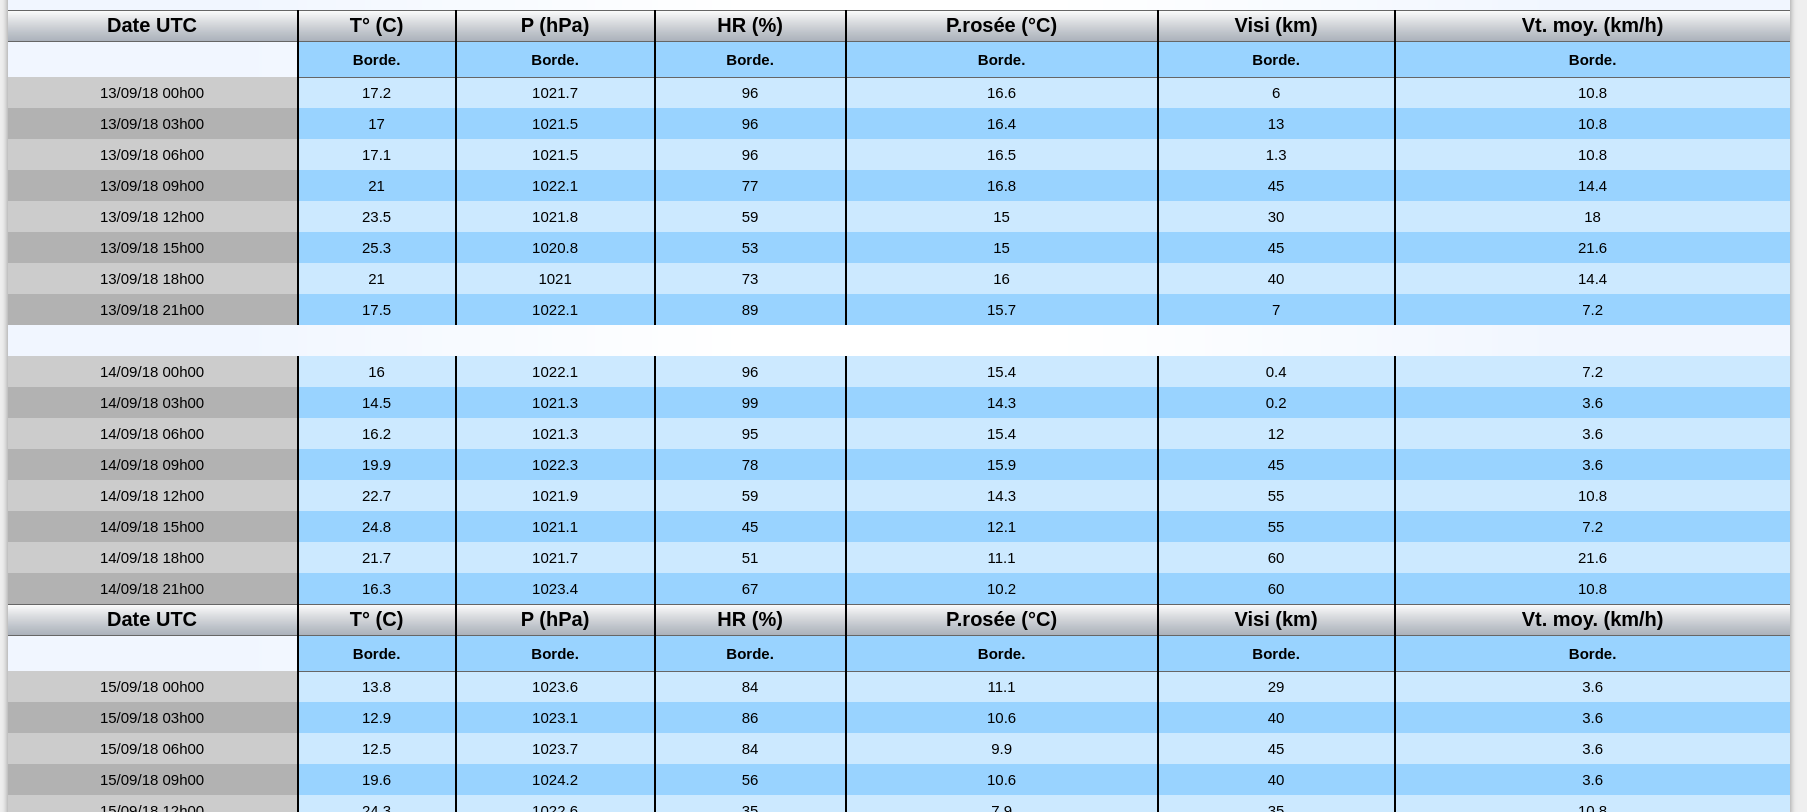 Date UTC T° (C) P (hPa) HR (%) P.rosée (°C) Visi (km) Vt. moy. (km/h)
Borde. Borde. Borde. Borde. Borde. Borde.
13/09/18 00h00 17.2 1021.7 96 16.6 6 10.8
13/09/18 03h00 17 1021.5 96 16.4 13 10.8
13/09/18 06h00 17.1 1021.5 96 16.5 1.3 10.8
13/09/18 09h00 21 1022.1 77 16.8 45 14.4
13/09/18 12h00 23.5 1021.8 59 15 30 18
13/09/18 15h00 25.3 1020.8 53 15 45 21.6
13/09/18 18h00 21 1021 73 16 40 14.4
13/09/18 21h00 17.5 1022.1 89 15.7 7 7.2
14/09/18 00h00 16 1022.1 96 15.4 0.4 7.2
14/09/18 03h00 14.5 1021.3 99 14.3 0.2 3.6
14/09/18 06h00 16.2 1021.3 95 15.4 12 3.6
14/09/18 09h00 19.9 1022.3 78 15.9 45 3.6
14/09/18 12h00 22.7 1021.9 59 14.3 55 10.8
14/09/18 15h00 24.8 1021.1 45 12.1 55 7.2
14/09/18 18h00 21.7 1021.7 51 11.1 60 21.6
14/09/18 21h00 16.3 1023.4 67 10.2 60 10.8
Date UTC T° (C) P (hPa) HR (%) P.rosée (°C) Visi (km) Vt. moy. (km/h)
Borde. Borde. Borde. Borde. Borde. Borde.
15/09/18 00h00 13.8 1023.6 84 11.1 29 3.6
15/09/18 03h00 12.9 1023.1 86 10.6 40 3.6
15/09/18 06h00 12.5 1023.7 84 9.9 45 3.6
15/09/18 09h00 19.6 1024.2 56 10.6 40 3.6
15/09/18 12h00 24.3 1022.6 35 7.9 35 10.8